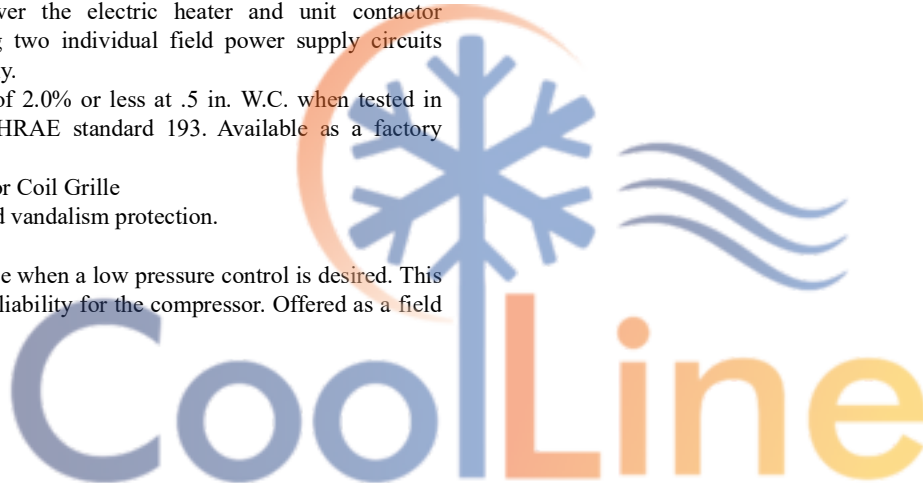 ver the electric heater and unit contactor
g two individual field power supply circuits
y.
of 2.0% or less at .5 in. W.C. when tested in
HRAE standard 193. Available as a factory
or Coil Grille
d vandalism protection.
e when a low pressure control is desired. This
liability for the compressor. Offered as a field
CoolLine